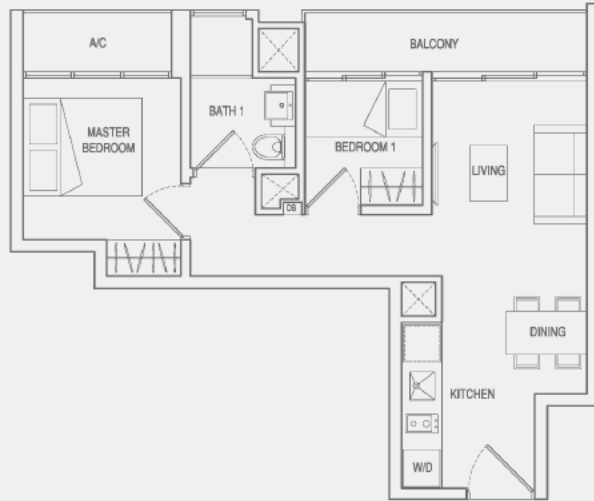 A/C
BALCONY
BATH 1
MASTER
BEDROOM
BEDROOM 1
LIVING
DB
DINING
KITCHEN
W/D